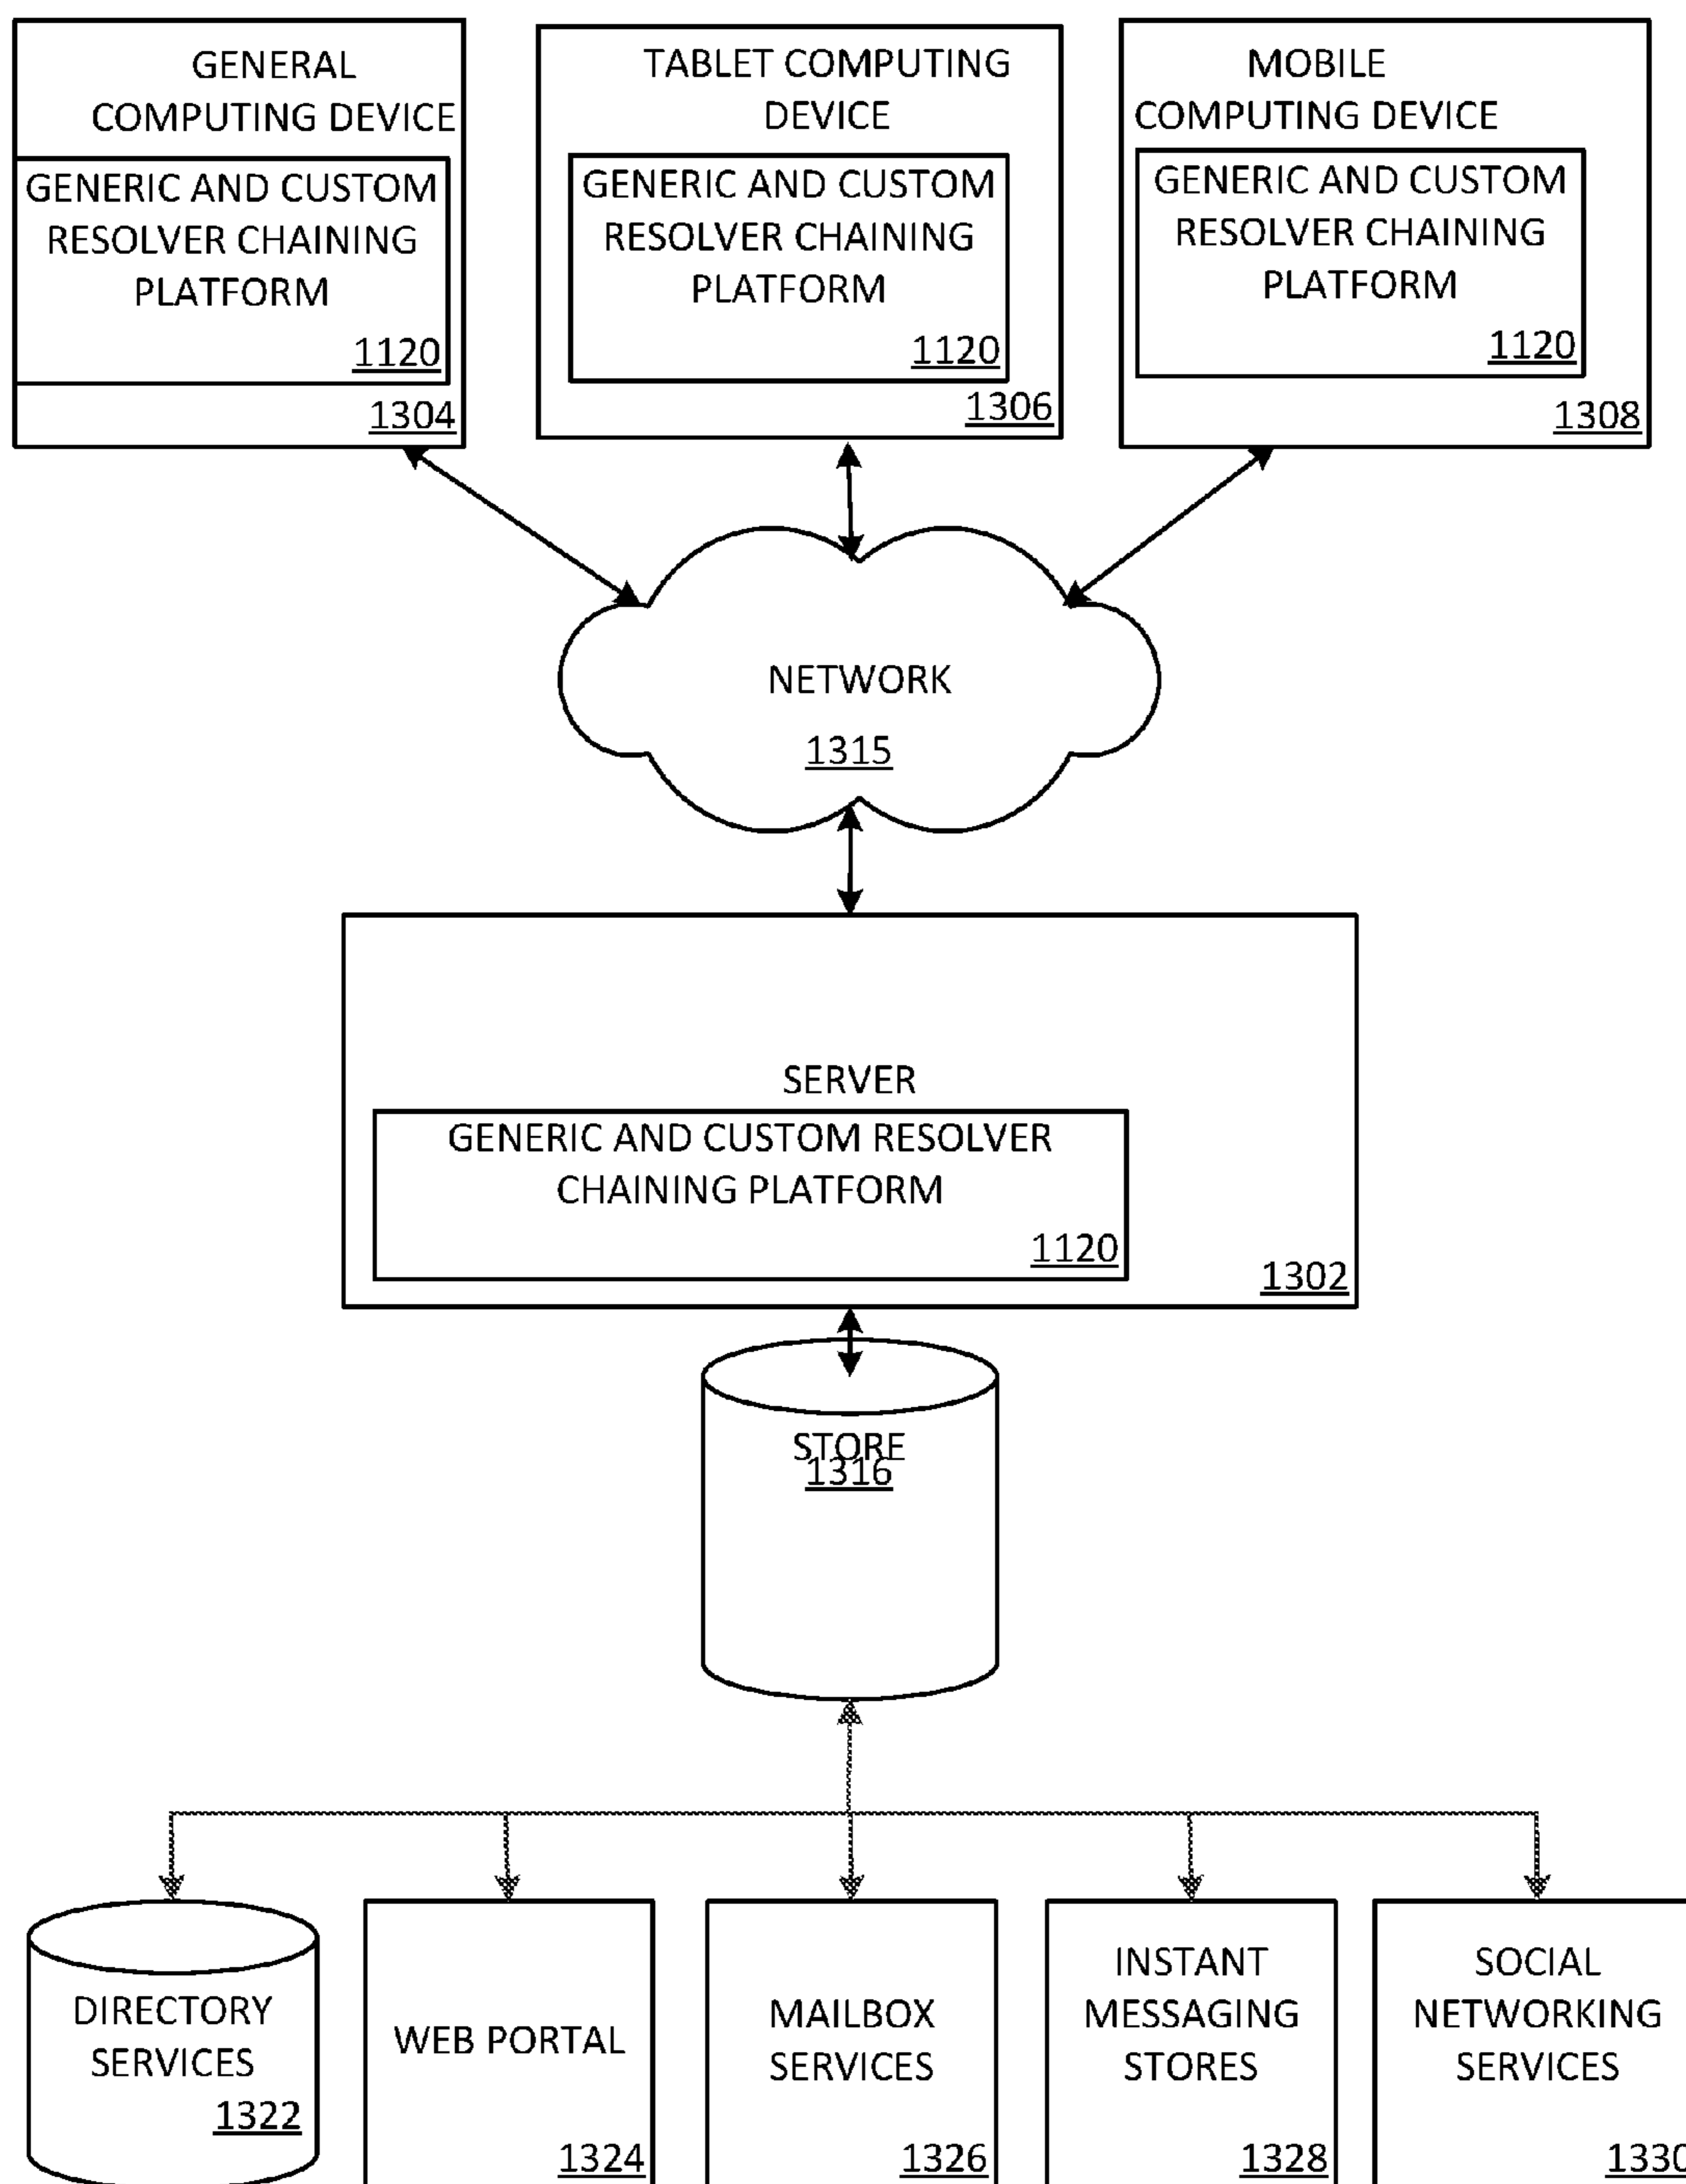 GENERAL
COMPUTING DEVICE
GENERIC AND CUSTOM
RESOLVER CHAINING
PLATFORM
1120
1304
TABLET COMPUTING
DEVICE
GENERIC AND CUSTOM
RESOLVER CHAINING
PLATFORM
1120
1306
MOBILE
COMPUTING DEVICE
GENERIC AND CUSTOM
RESOLVER CHAINING
PLATFORM
1120
1308
NETWORK
1315
SERVER
GENERIC AND CUSTOM RESOLVER
CHAINING PLATFORM
1120
1302
STORE
1316
DIRECTORY
SERVICES
1322
WEB PORTAL
1324
MAILBOX
SERVICES
1326
INSTANT
MESSAGING
STORES
1328
SOCIAL
NETWORKING
SERVICES
1330